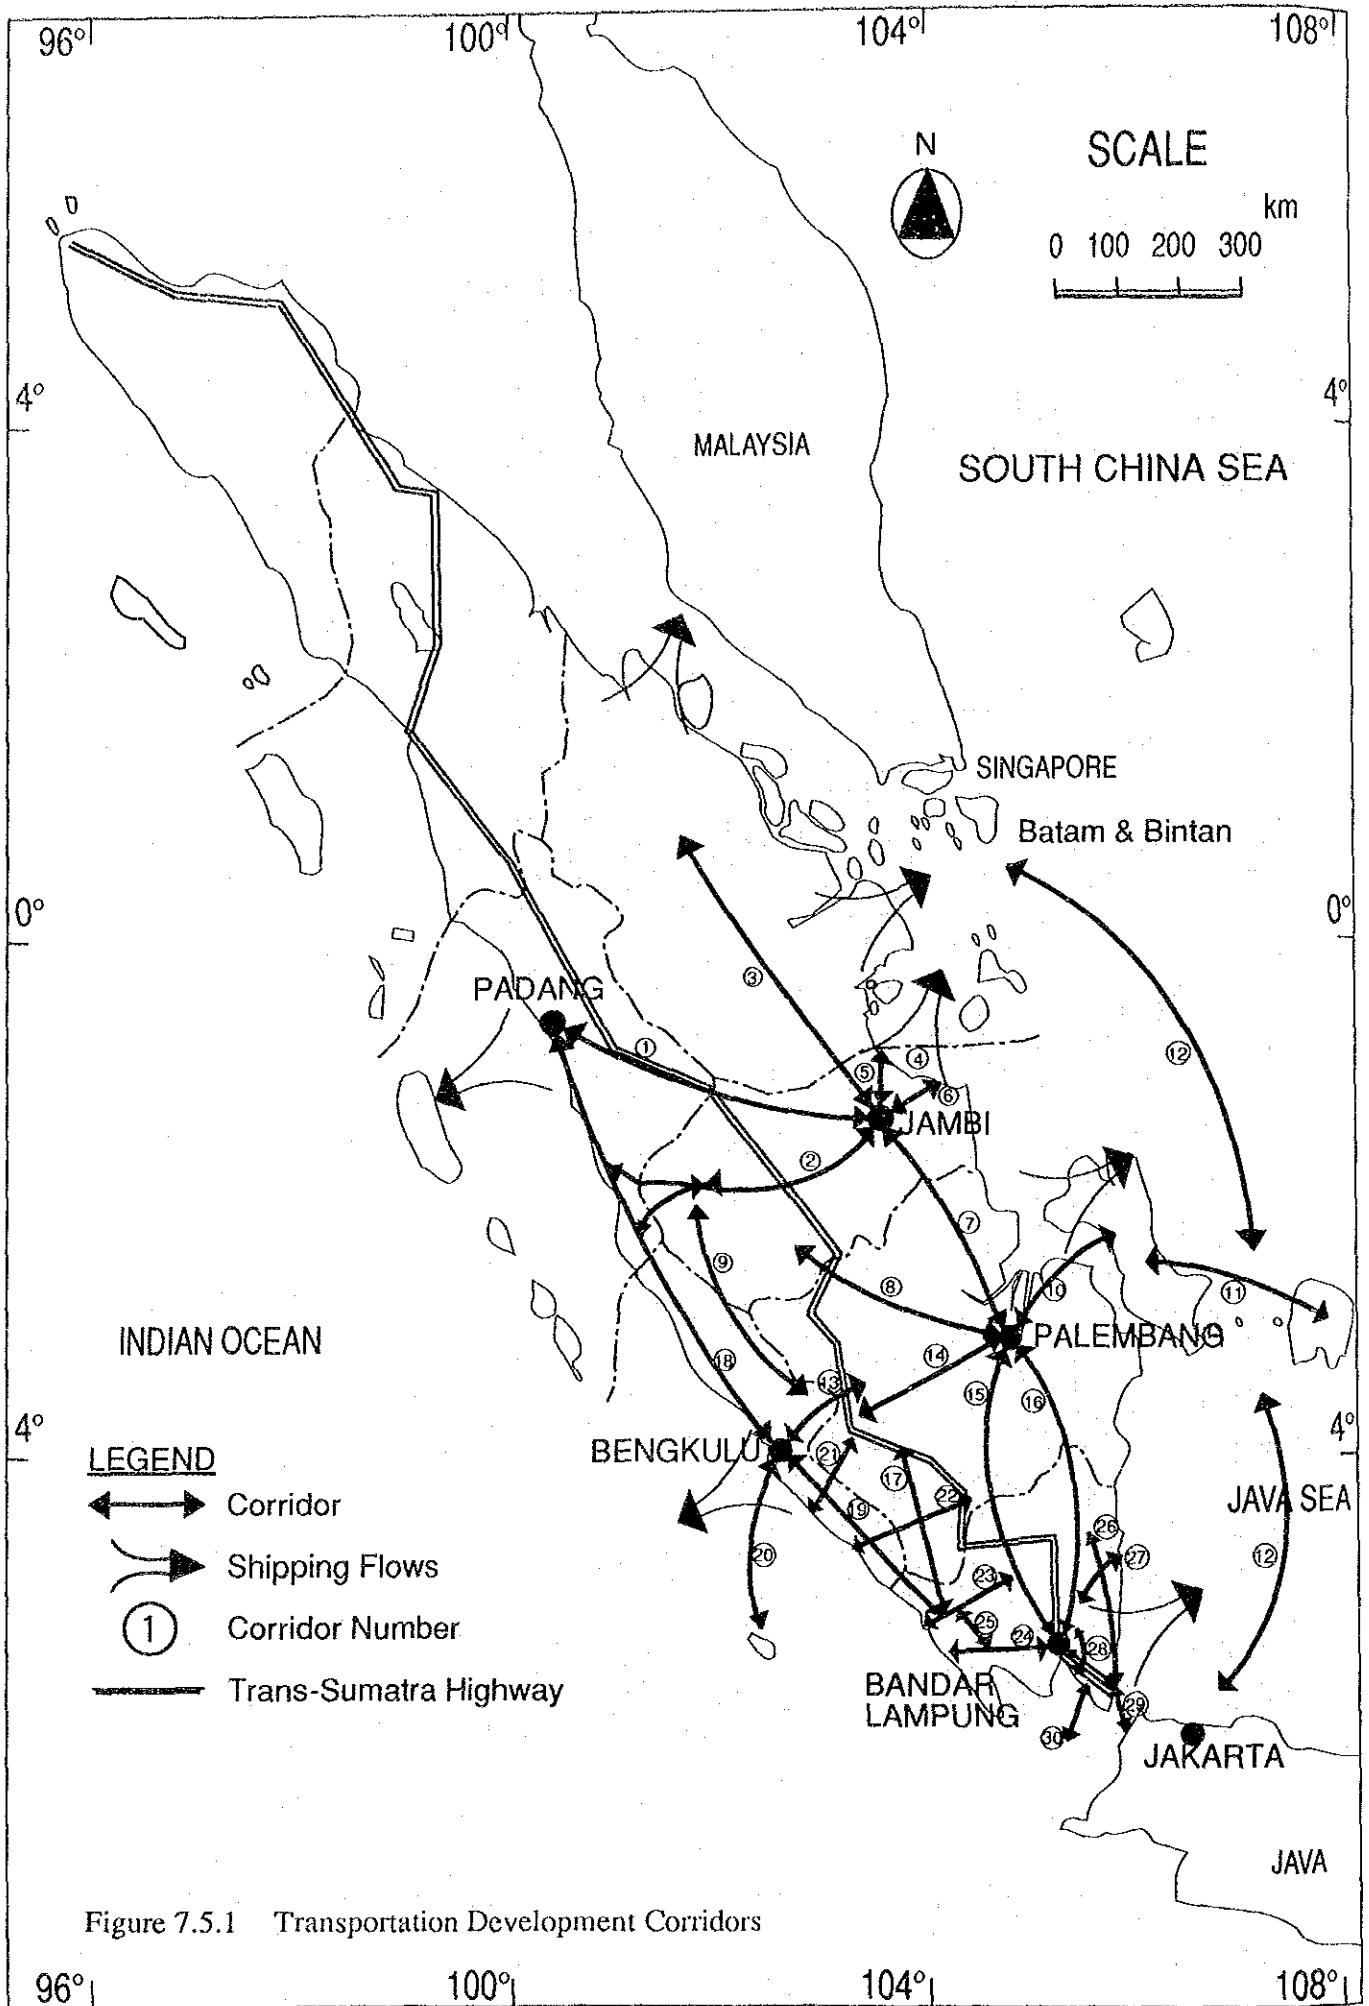 96° 100° 104° 108°
N
SCALE
km
0 100 200 300
4° 4°
MALAYSIA
SOUTH CHINA SEA
SINGAPORE
Batam & Bintan
0° 0°
PADANG
③
① ④ ⑫
⑤
⑥
JAMBI
②
⑦
⑨
⑧ ⑩ ⑪
INDIAN OCEAN
PALEMBANG
⑱ ⑭
⑬ ⑮ ⑯
4° 4°
BENGKULU
㉑
LEGEND
⑰
Corridor
㉒
JAVA SEA
⑲ ㉖
Shipping Flows
⑳ ㉗ ⑫
㉓
① Corridor Number
㉕ ㉔ ㉘
Trans-Sumatra Highway
BANDAR
LAMPUNG
㉙
㉚
JAKARTA
JAVA
Figure 7.5.1 Transportation Development Corridors
96° 100° 104° 108°